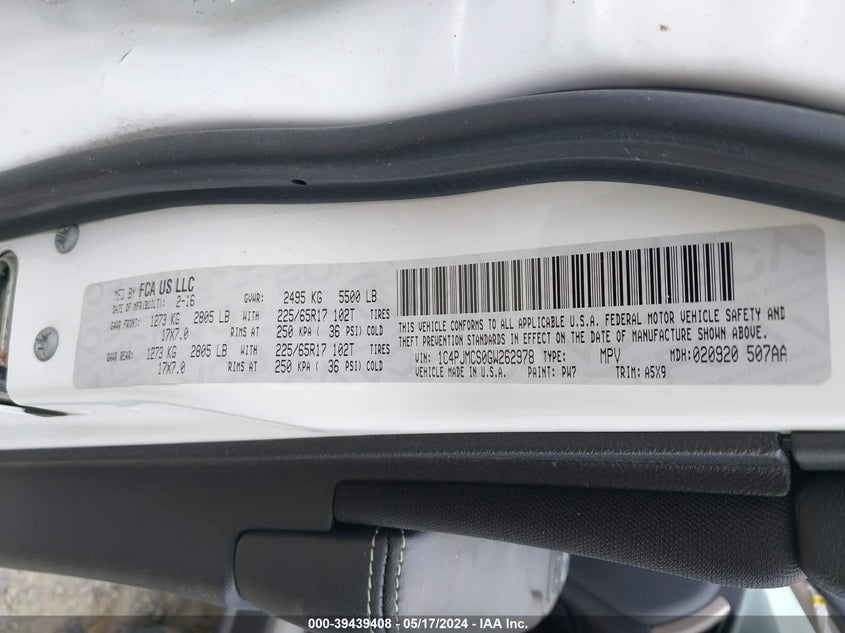 MFD BY FCA US LLC
DATE OF MFR(BUILT): 2-16 GVWR: 2495 KG 5500 LB
GAWR FRONT: 1273 KG 2805 LB WITH 225/65R17 102T TIRES
17X7.0 RIMS AT 250 KPA ( 36 PSI) COLD
GAWR REAR: 1273 KG 2805 LB WITH 225/65R17 102T TIRES
17X7.0 RIMS AT 250 KPA ( 36 PSI) COLD
THIS VEHICLE CONFORMS TO ALL APPLICABLE U.S.A. FEDERAL MOTOR VEHICLE SAFETY AND
THEFT PREVENTION STANDARDS IN EFFECT ON THE DATE OF MANUFACTURE SHOWN ABOVE.
VIN: 1C4PJMCS0GW262978 TYPE: MPV MDH:020920 507AA
VEHICLE MADE IN U.S.A. PAINT: PW7 TRIM: A5X9
000-39439408 - 05/17/2024 - IAA Inc.